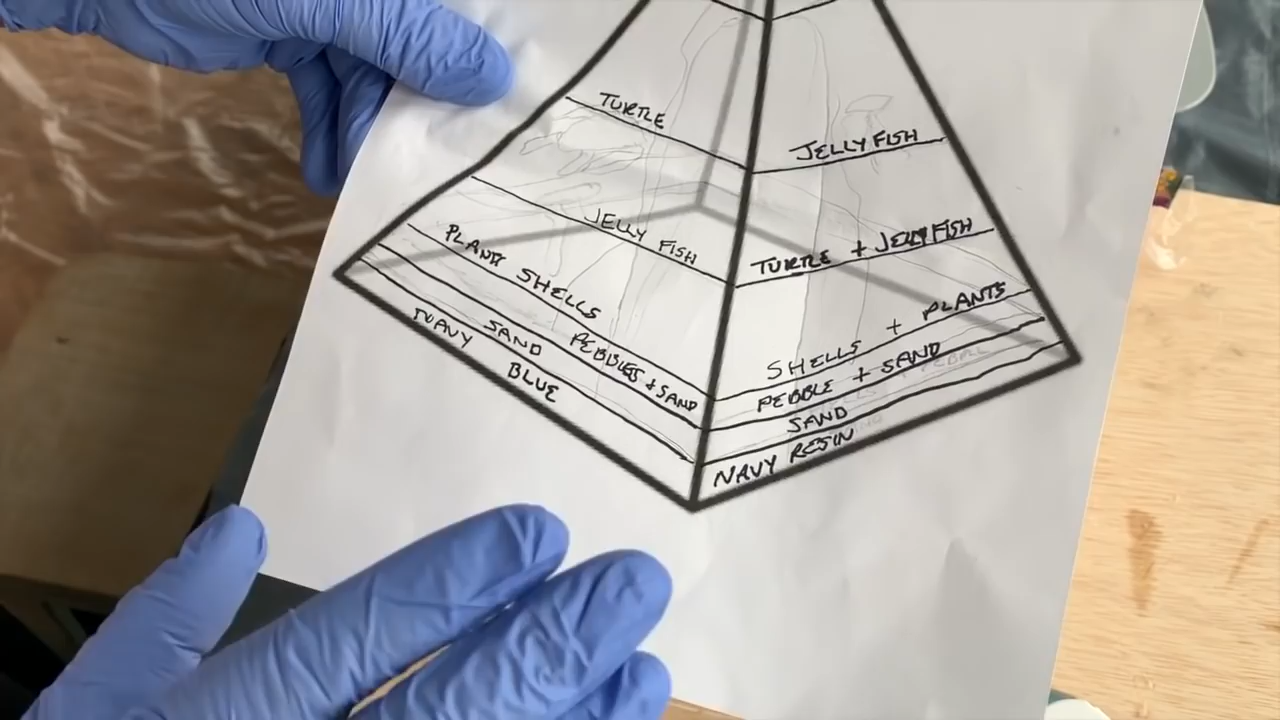 TURTLE
JELLY FISH
PLANTS SHELLS
PEBBLES + SAND
SAND
NAVY BLUE
JELLY FISH
TURTLE + JELLY FISH
SHELLS + PLANTS
PEBBLE + SAND
SAND
NAVY RESIN